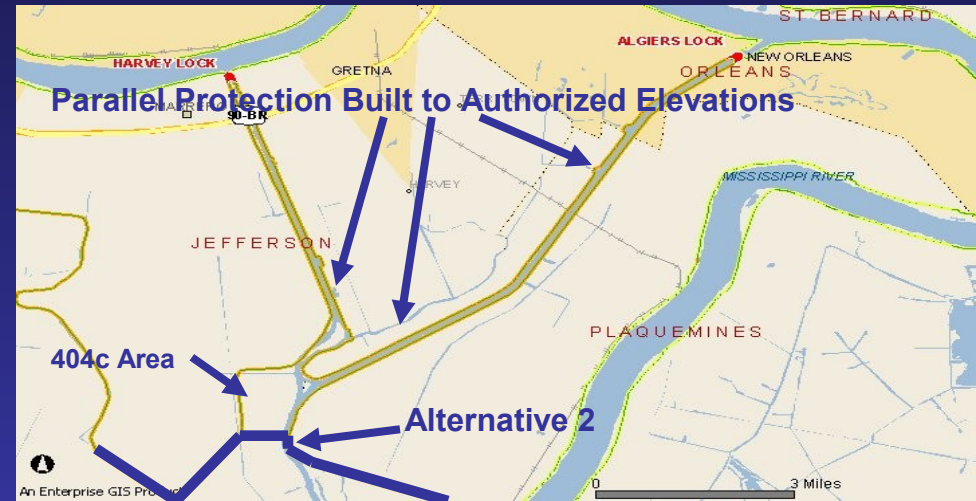 ST BERNARD
ALGIERS LOCK
NEW ORLEANS
HARVEY LOCK
GRETNA
ORLEANS
Parallel Protection Built to Authorized Elevations
90-BR
HARVEY
MISSISSIPPI RIVER
JEFFERSON
PLAQUEMINES
404c Area
Alternative 2
An Enterprise GIS
0 3 Miles